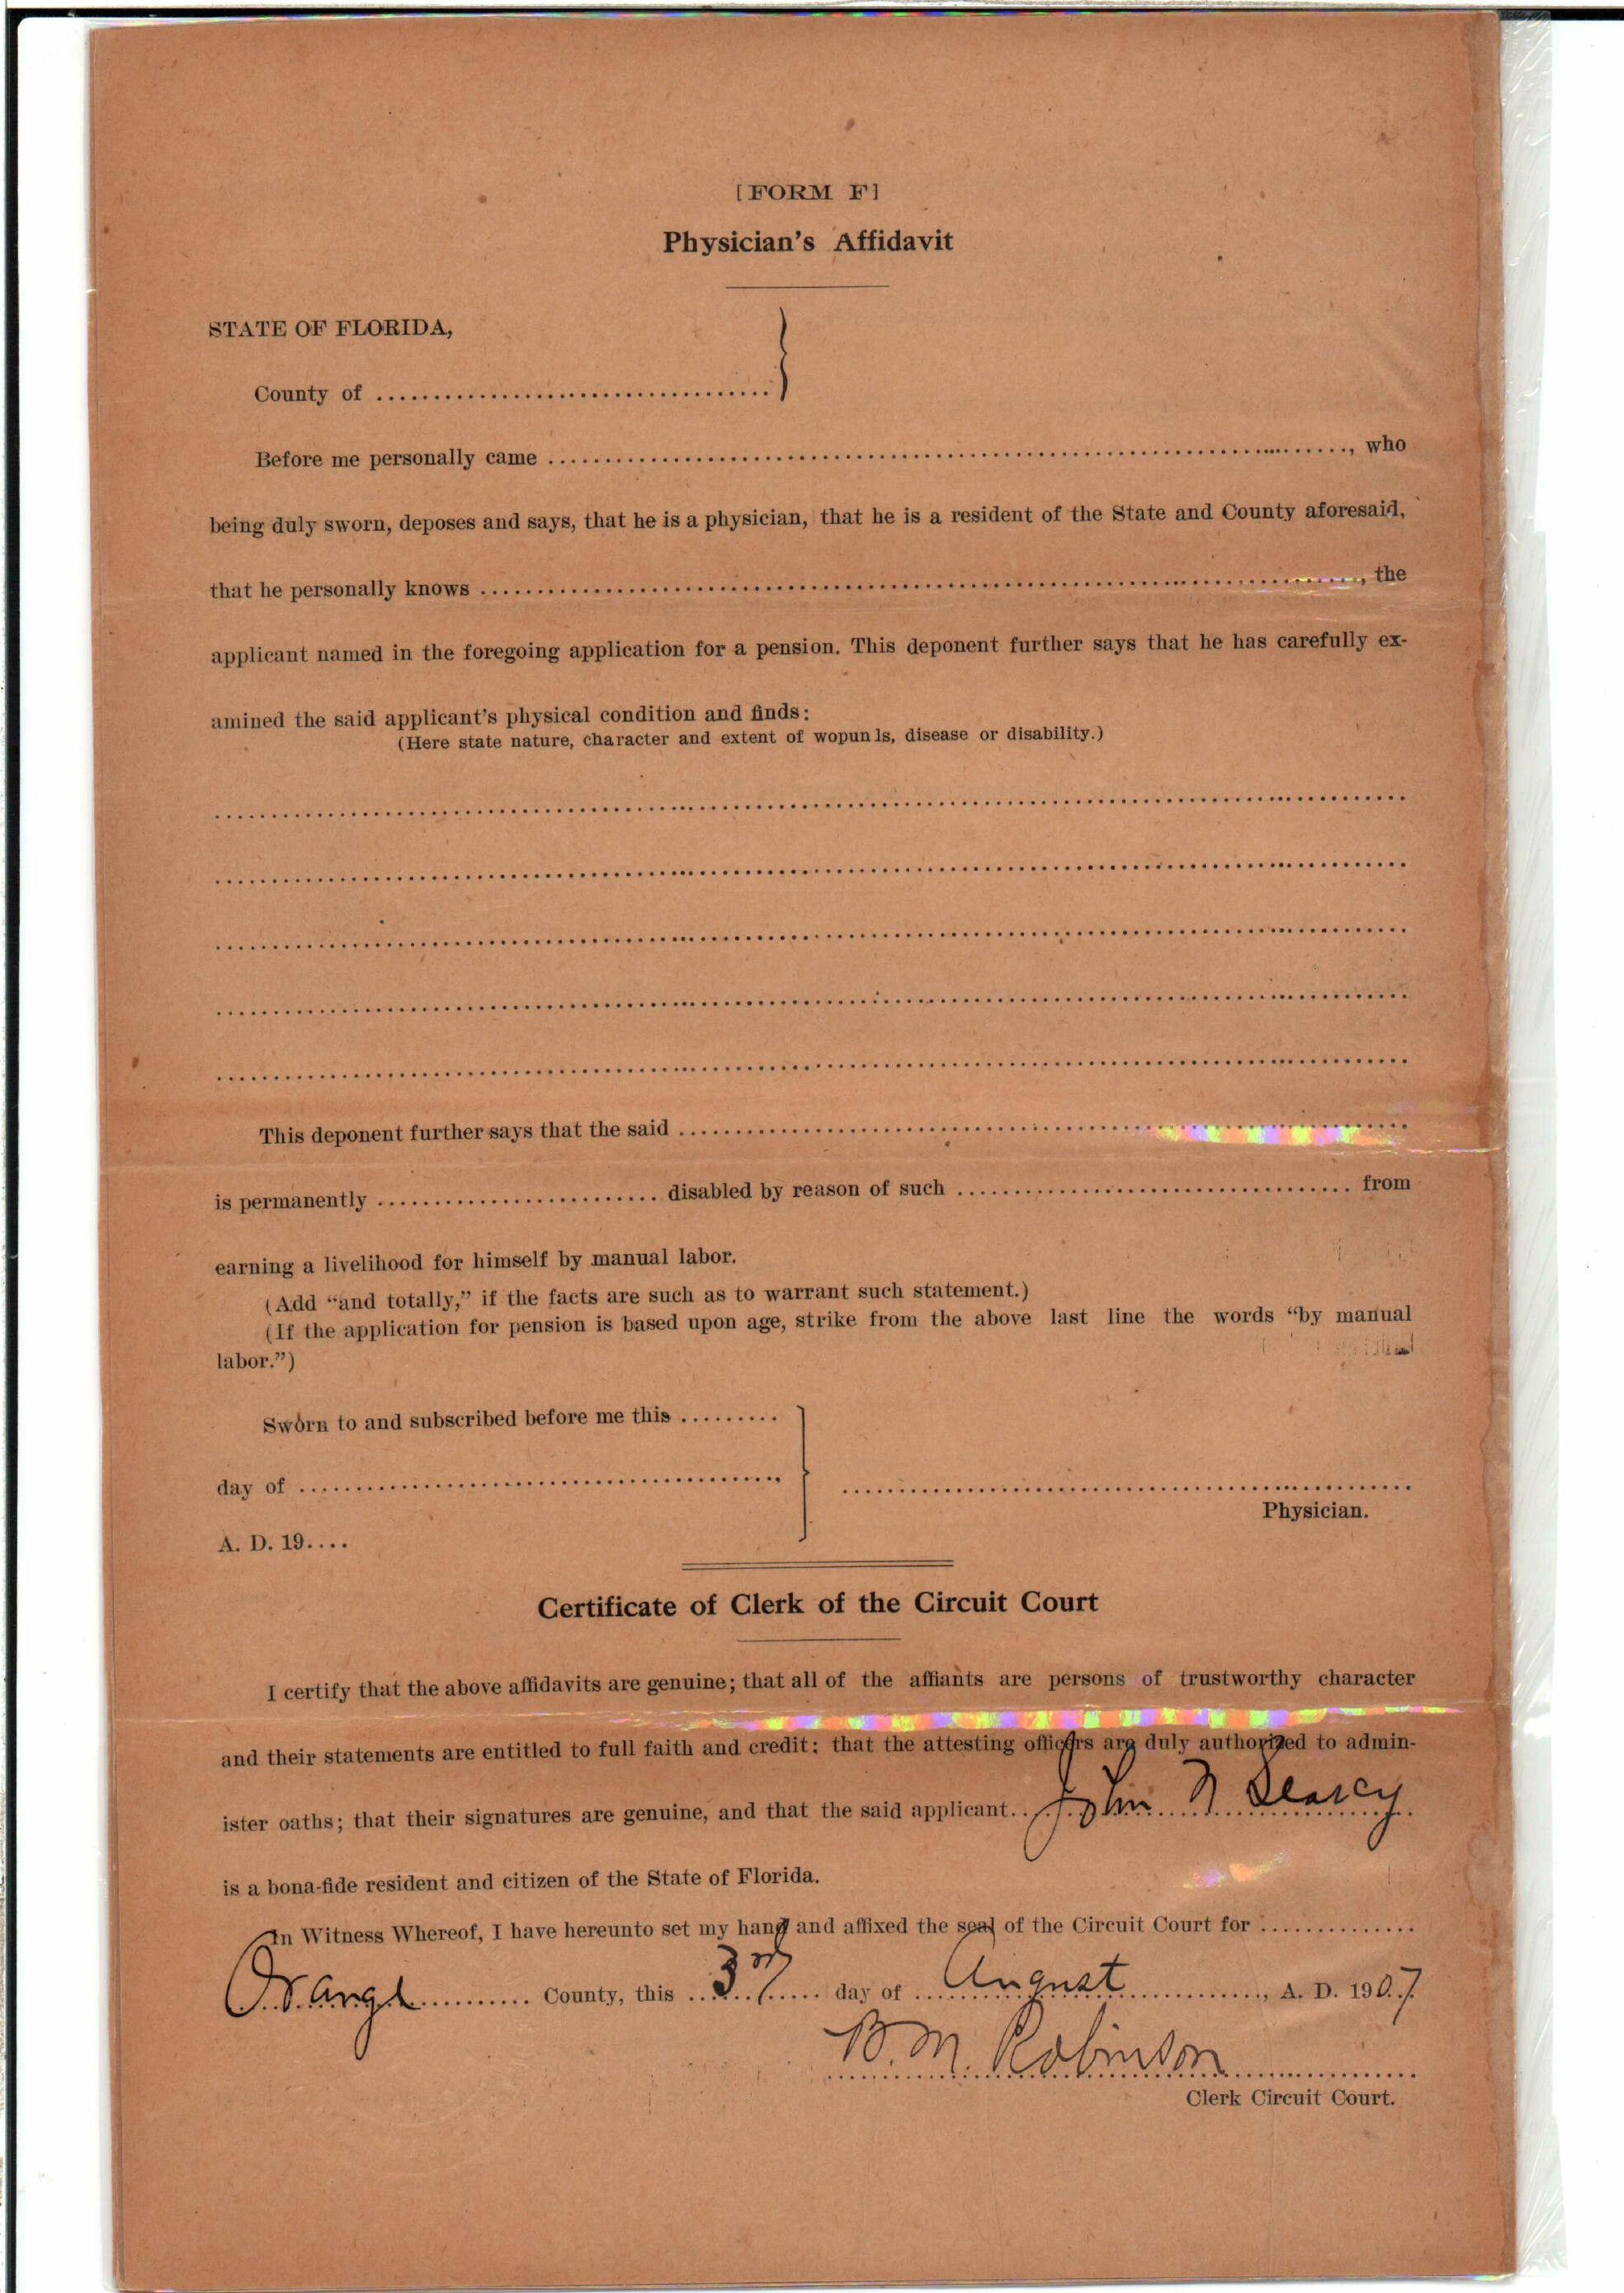 [FORM F]
Physician's Affidavit
STATE OF FLORIDA,
County of
Before me personally came , who
being duly sworn, deposes and says, that he is a physician, that he is a resident of the State and County aforesaid,
that he personally knows , the
applicant named in the foregoing application for a pension. This deponent further says that he has carefully ex-
amined the said applicant's physical condition and finds:
(Here state nature, character and extent of wopun ls, disease or disability.)
This deponent further says that the said
is permanently disabled by reason of such from
earning a livelihood for himself by manual labor.
(Add "and totally," if the facts are such as to warrant such statement.)
(If the application for pension is based upon age, strike from the above last line the words "by manual
labor.")
Sworn to and subscribed before me this
day of
Physician.
A. D. 19....
Certificate of Clerk of the Circuit Court
I certify that the above affidavits are genuine; that all of the affiants are persons of trustworthy character
and their statements are entitled to full faith and credit; that the attesting officers are duly authorized to admin-
ister oaths; that their signatures are genuine, and that the said applicant John N Searcy
is a bona-fide resident and citizen of the State of Florida.
In Witness Whereof, I have hereunto set my hand and affixed the seal of the Circuit Court for
Orange County, this 3rd day of August , A. D. 1907
B. M. Robinson
Clerk Circuit Court.